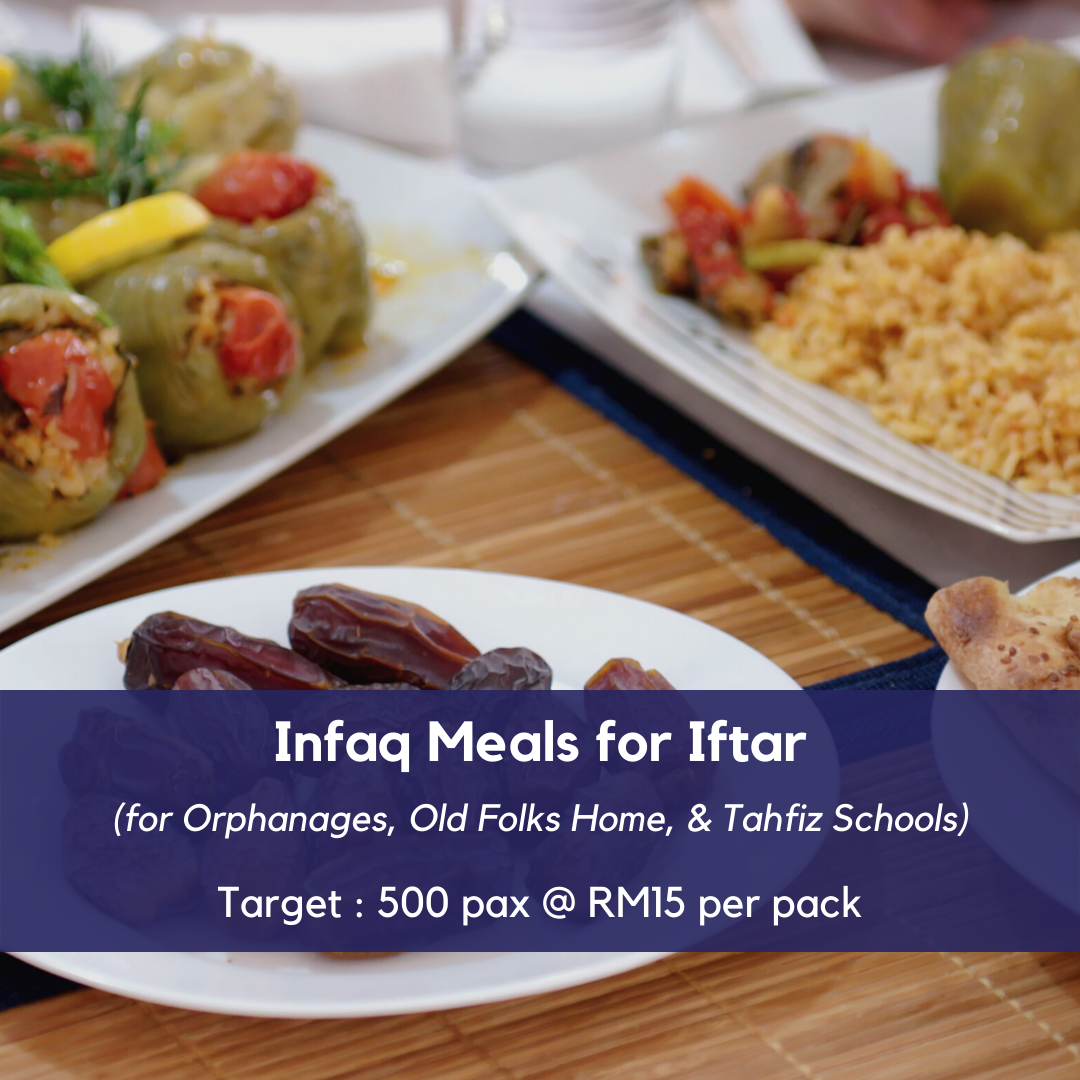 Infaq Meals for Iftar
(for Orphanages, Old Folks Home, & Tahfiz Schools)
Target : 500 pax @ RM15 per pack